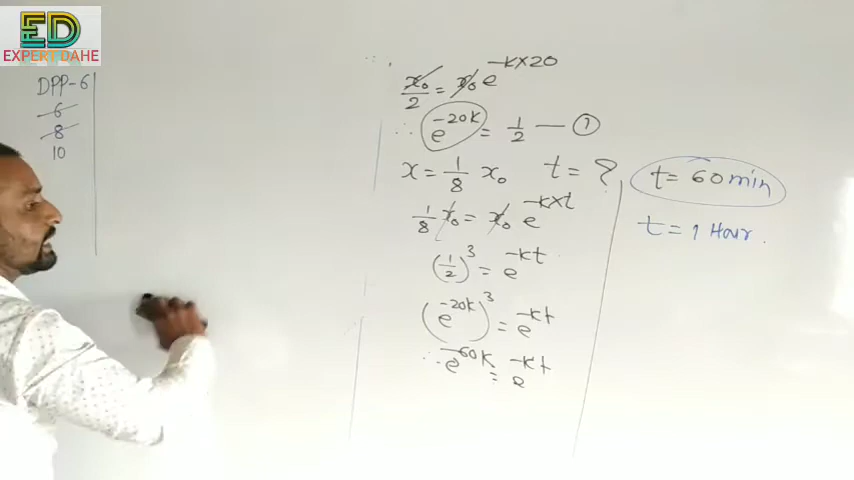 ED
EXPERT DAHE
DPP-6
6
8
10
∴
x₀/2 = x₀ e^(-k×20)
∴ e^(-20k) = 1/2 — ①
x = 1/8 x₀ t = ?
1/8 x₀ = x₀ e^(-k×t)
(1/2)^3 = e^(-kt)
(e^(-20k))^3 = e^(-kt)
∴ e^(-60k) = e^(-kt)
t = 60 min
t = 1 Hour.